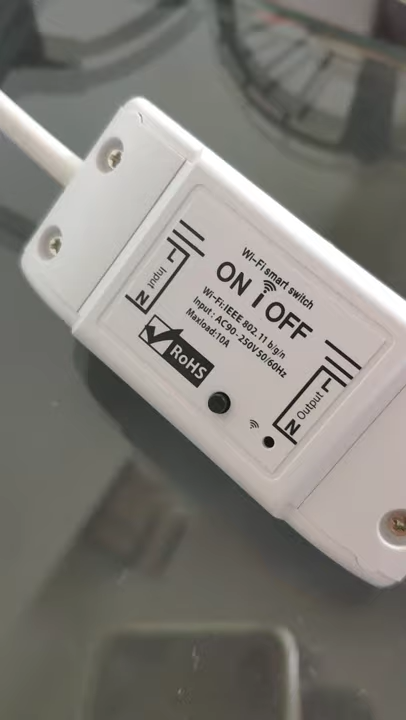 Wi-Fi smart switch
ON OFF
Wi-Fi:IEEE 802.11 b/g/n
Input : AC90-250V 50/60Hz
Maxload:10A
RoHS
L
Input
N
L
Output
N